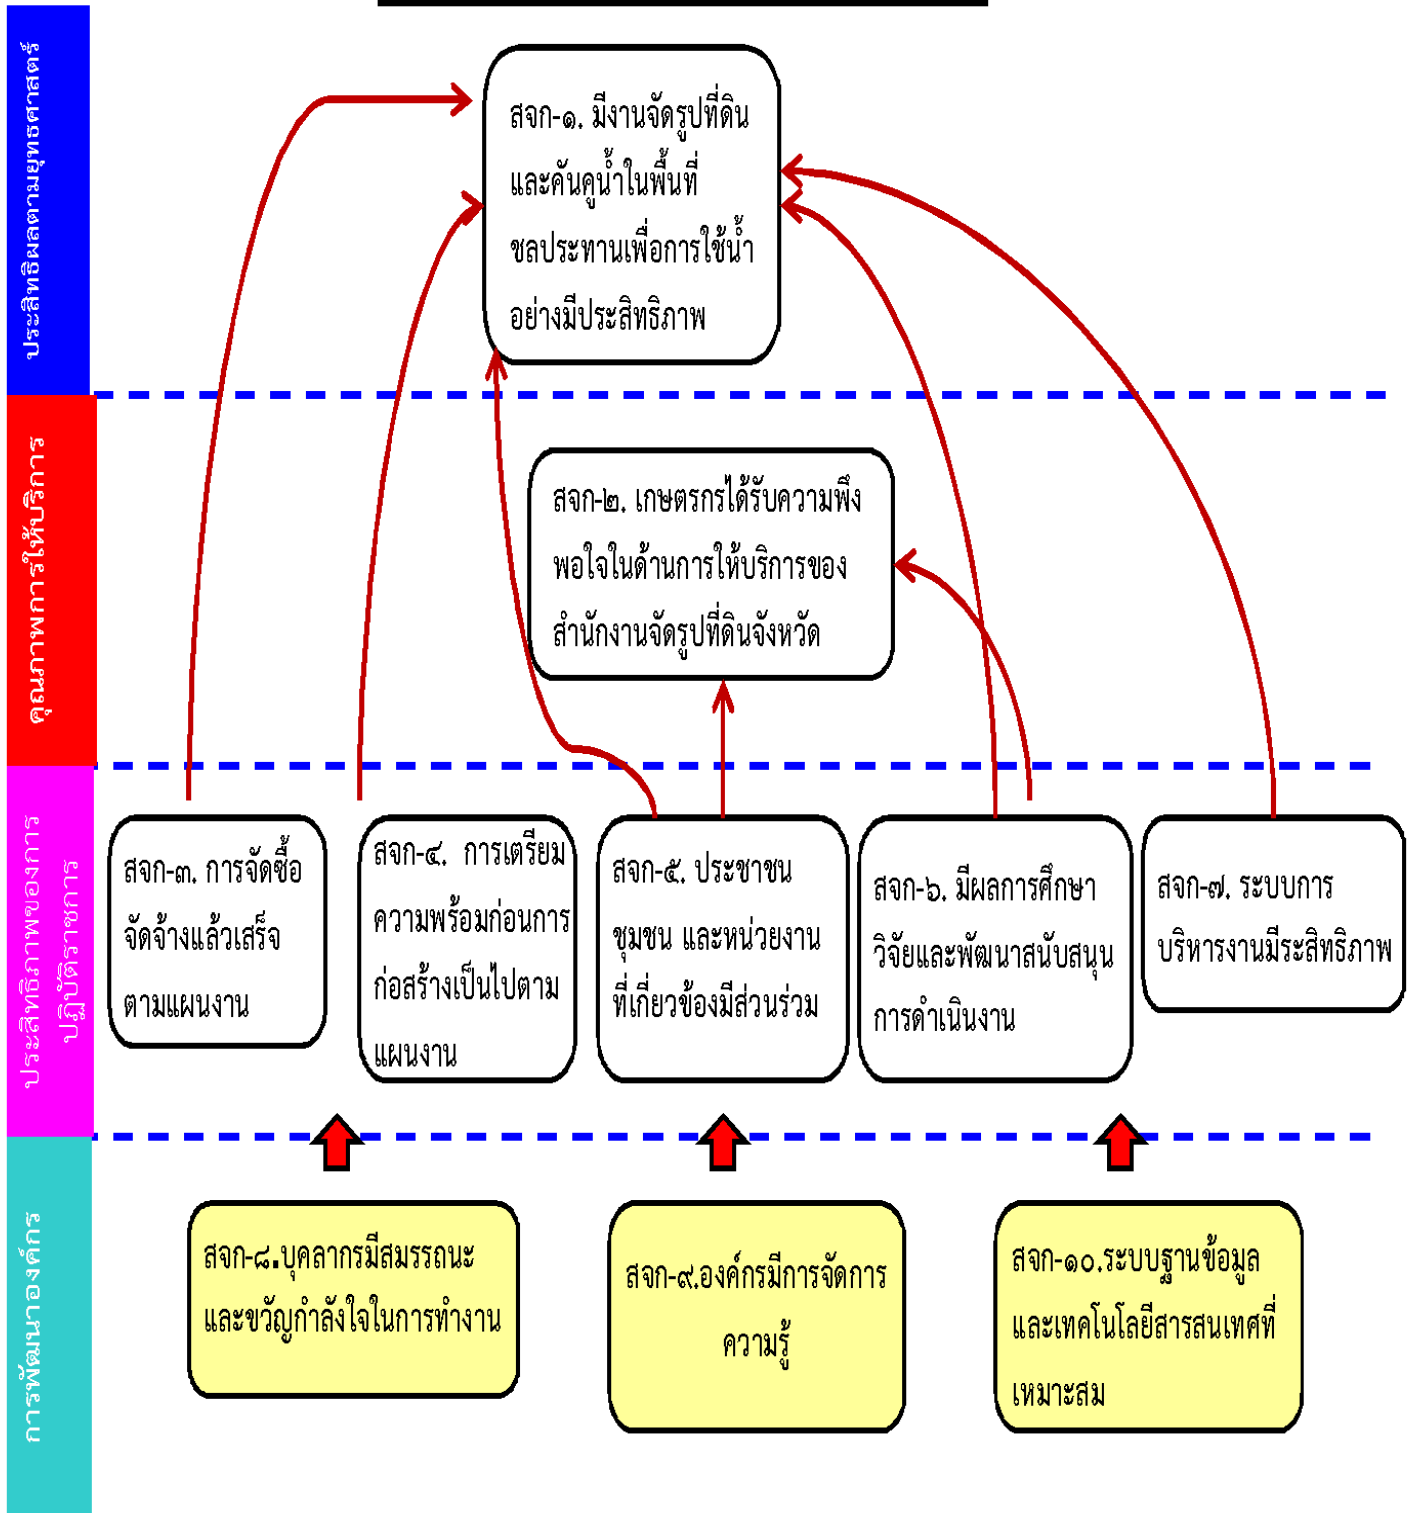 ประสิทธิผลตามยุทธศาสตร์
สจก-๑. มีงานจัดรูปที่ดิน
และคันคูน้ำในพื้นที่
ชลประทานเพื่อการใช้น้ำ
อย่างมีประสิทธิภาพ
คุณภาพการให้บริการ
สจก-๒. เกษตรกรได้รับความพึง
พอใจในด้านการให้บริการของ
สำนักงานจัดรูปที่ดินจังหวัด
ประสิทธิภาพของการ
ปฏิบัติราชการ
สจก-๓. การจัดซื้อ
จัดจ้างแล้วเสร็จ
ตามแผนงาน
สจก-๔. การเตรียม
ความพร้อมก่อนการ
ก่อสร้างเป็นไปตาม
แผนงาน
สจก-๕. ประชาชน
ชุมชน และหน่วยงาน
ที่เกี่ยวข้องมีส่วนร่วม
สจก-๖. มีผลการศึกษา
วิจัยและพัฒนาสนับสนุน
การดำเนินงาน
สจก-๗. ระบบการ
บริหารงานมีระสิทธิภาพ
การพัฒนาองค์กร
สจก-๘.บุคลากรมีสมรรถนะ
และขวัญกำลังใจในการทำงาน
สจก-๙.องค์กรมีการจัดการ
ความรู้
สจก-๑๐.ระบบฐานข้อมูล
และเทคโนโลยีสารสนเทศที่
เหมาะสม